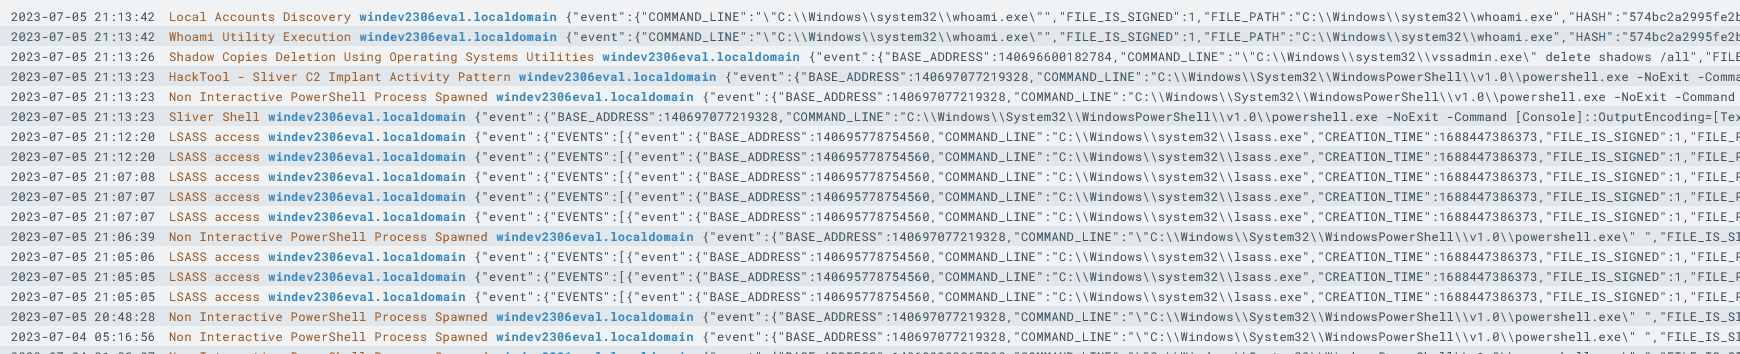 2023-07-05 21:13:42 Local Accounts Discovery windev2306eval.localdomain {"event":{"COMMAND_LINE":"\"C:\\Windows\\system32\\whoami.exe\"","FILE_IS_SIGNED":1,"FILE_PATH":"C:\\Windows\\system32\\whoami.exe","HASH":"574bc2a2995fe2b
2023-07-05 21:13:42 Whoami Utility Execution windev2306eval.localdomain {"event":{"COMMAND_LINE":"\"C:\\Windows\\system32\\whoami.exe\"","FILE_IS_SIGNED":1,"FILE_PATH":"C:\\Windows\\system32\\whoami.exe","HASH":"574bc2a2995fe2b
2023-07-05 21:13:26 Shadow Copies Deletion Using Operating Systems Utilities windev2306eval.localdomain {"event":{"BASE_ADDRESS":140696600182784,"COMMAND_LINE":"\"C:\\Windows\\system32\\vssadmin.exe\" delete shadows /all","FILE
2023-07-05 21:13:23 HackTool - Sliver C2 Implant Activity Pattern windev2306eval.localdomain {"event":{"BASE_ADDRESS":140697077219328,"COMMAND_LINE":"C:\\Windows\\System32\\WindowsPowerShell\\v1.0\\powershell.exe -NoExit -Comma
2023-07-05 21:13:23 Non Interactive PowerShell Process Spawned windev2306eval.localdomain {"event":{"BASE_ADDRESS":140697077219328,"COMMAND_LINE":"C:\\Windows\\System32\\WindowsPowerShell\\v1.0\\powershell.exe -NoExit -Command
2023-07-05 21:13:23 Sliver Shell windev2306eval.localdomain {"event":{"BASE_ADDRESS":140697077219328,"COMMAND_LINE":"C:\\Windows\\System32\\WindowsPowerShell\\v1.0\\powershell.exe -NoExit -Command [Console]::OutputEncoding=[Tex
2023-07-05 21:12:20 LSASS access windev2306eval.localdomain {"event":{"EVENTS":[{"event":{"BASE_ADDRESS":140695778754560,"COMMAND_LINE":"C:\\Windows\\system32\\lsass.exe","CREATION_TIME":1688447386373,"FILE_IS_SIGNED":1,"FILE_P
2023-07-05 21:12:20 LSASS access windev2306eval.localdomain {"event":{"EVENTS":[{"event":{"BASE_ADDRESS":140695778754560,"COMMAND_LINE":"C:\\Windows\\system32\\lsass.exe","CREATION_TIME":1688447386373,"FILE_IS_SIGNED":1,"FILE_P
2023-07-05 21:07:08 LSASS access windev2306eval.localdomain {"event":{"EVENTS":[{"event":{"BASE_ADDRESS":140695778754560,"COMMAND_LINE":"C:\\Windows\\system32\\lsass.exe","CREATION_TIME":1688447386373,"FILE_IS_SIGNED":1,"FILE_P
2023-07-05 21:07:07 LSASS access windev2306eval.localdomain {"event":{"EVENTS":[{"event":{"BASE_ADDRESS":140695778754560,"COMMAND_LINE":"C:\\Windows\\system32\\lsass.exe","CREATION_TIME":1688447386373,"FILE_IS_SIGNED":1,"FILE_P
2023-07-05 21:07:07 LSASS access windev2306eval.localdomain {"event":{"EVENTS":[{"event":{"BASE_ADDRESS":140695778754560,"COMMAND_LINE":"C:\\Windows\\system32\\lsass.exe","CREATION_TIME":1688447386373,"FILE_IS_SIGNED":1,"FILE_P
2023-07-05 21:06:39 Non Interactive PowerShell Process Spawned windev2306eval.localdomain {"event":{"BASE_ADDRESS":140697077219328,"COMMAND_LINE":"\"C:\\Windows\\System32\\WindowsPowerShell\\v1.0\\powershell.exe\" ","FILE_IS_SI
2023-07-05 21:05:06 LSASS access windev2306eval.localdomain {"event":{"EVENTS":[{"event":{"BASE_ADDRESS":140695778754560,"COMMAND_LINE":"C:\\Windows\\system32\\lsass.exe","CREATION_TIME":1688447386373,"FILE_IS_SIGNED":1,"FILE_P
2023-07-05 21:05:05 LSASS access windev2306eval.localdomain {"event":{"EVENTS":[{"event":{"BASE_ADDRESS":140695778754560,"COMMAND_LINE":"C:\\Windows\\system32\\lsass.exe","CREATION_TIME":1688447386373,"FILE_IS_SIGNED":1,"FILE_P
2023-07-05 21:05:05 LSASS access windev2306eval.localdomain {"event":{"EVENTS":[{"event":{"BASE_ADDRESS":140695778754560,"COMMAND_LINE":"C:\\Windows\\system32\\lsass.exe","CREATION_TIME":1688447386373,"FILE_IS_SIGNED":1,"FILE_P
2023-07-05 20:48:28 Non Interactive PowerShell Process Spawned windev2306eval.localdomain {"event":{"BASE_ADDRESS":140697077219328,"COMMAND_LINE":"\"C:\\Windows\\System32\\WindowsPowerShell\\v1.0\\powershell.exe\" ","FILE_IS_SI
2023-07-04 05:16:56 Non Interactive PowerShell Process Spawned windev2306eval.localdomain {"event":{"BASE_ADDRESS":140697077219328,"COMMAND_LINE":"\"C:\\Windows\\System32\\WindowsPowerShell\\v1.0\\powershell.exe\" ","FILE_IS_SI